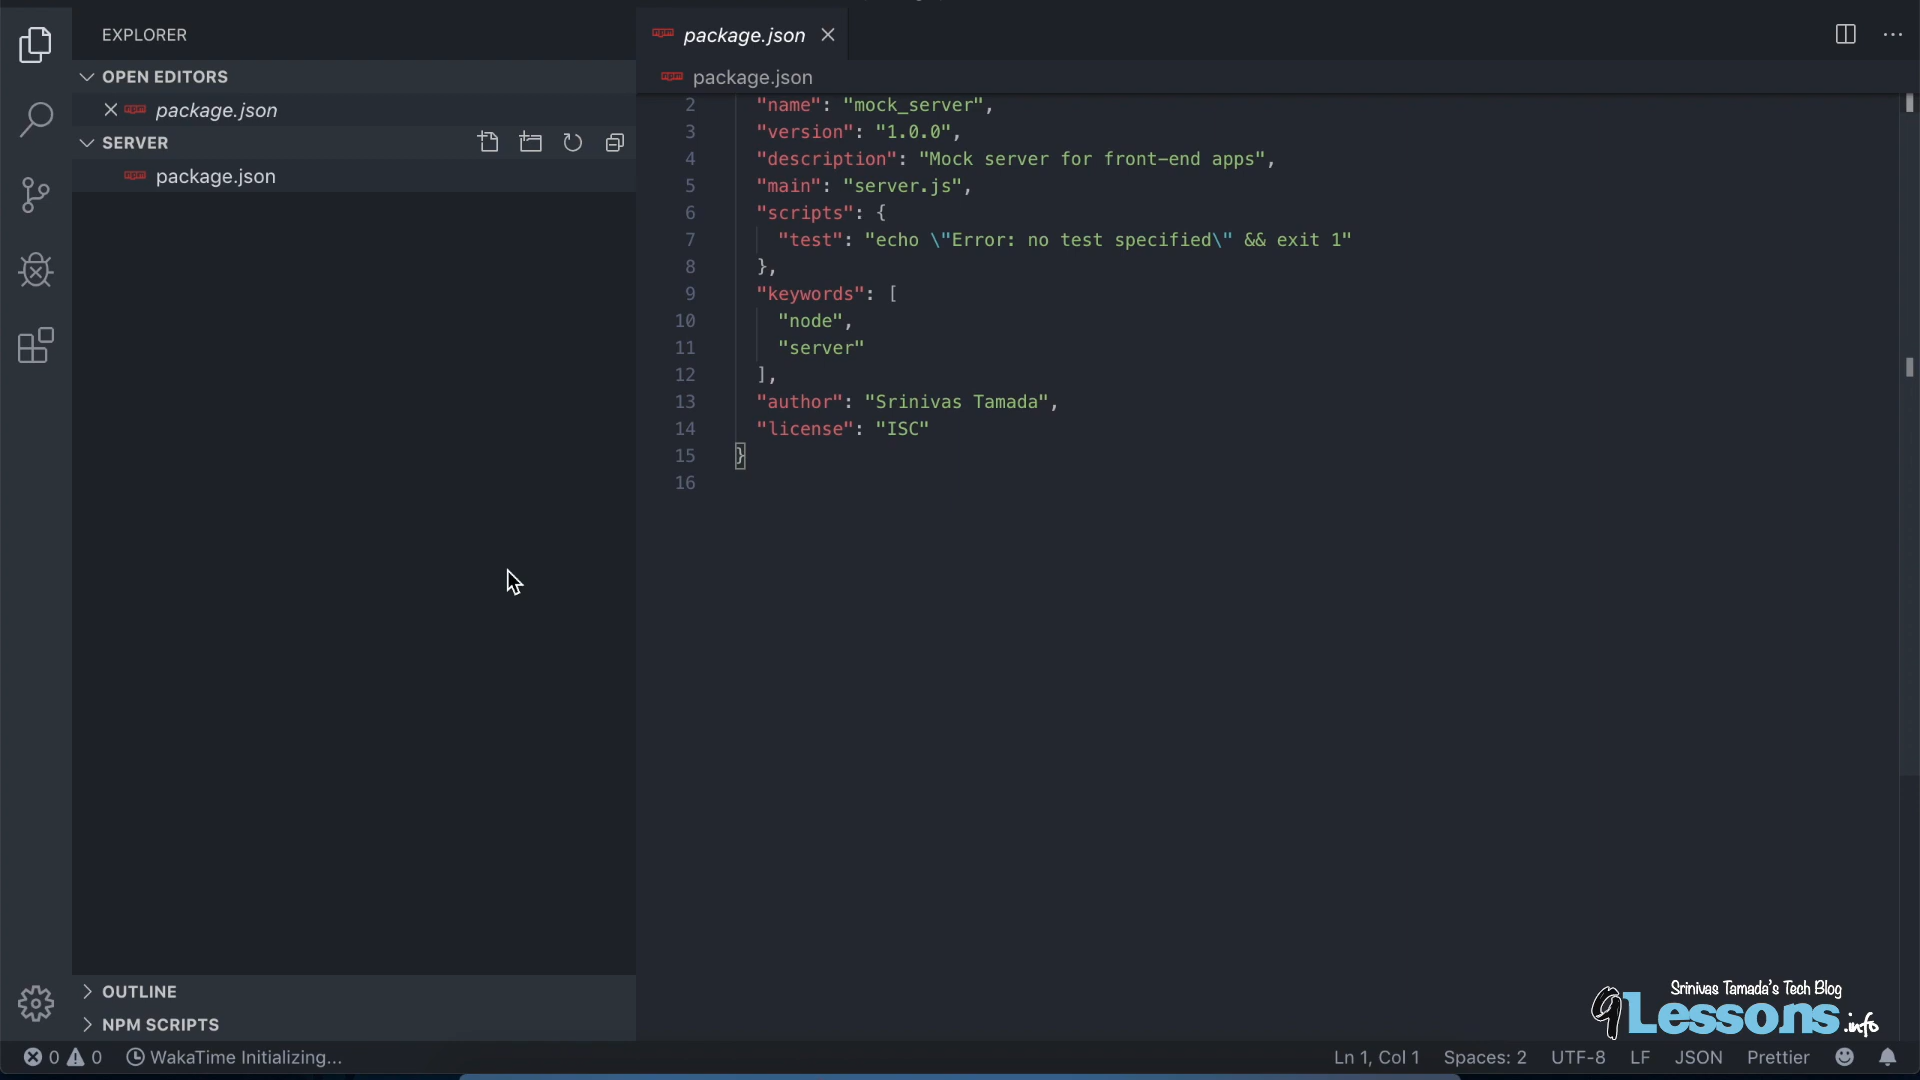 EXPLORER
OPEN EDITORS
package.json
SERVER
package.json
OUTLINE
NPM SCRIPTS
package.json
package.json
2 "name": "mock_server",
3 "version": "1.0.0",
4 "description": "Mock server for front-end apps",
5 "main": "server.js",
6 "scripts": {
7 "test": "echo \"Error: no test specified\" && exit 1"
8 },
9 "keywords": [
10 "node",
11 "server"
12 ],
13 "author": "Srinivas Tamada",
14 "license": "ISC"
15 }
16
Srinivas Tamada's Tech Blog
9Lessons.info
0 0 WakaTime Initializing... Ln 1, Col 1 Spaces: 2 UTF-8 LF JSON Prettier